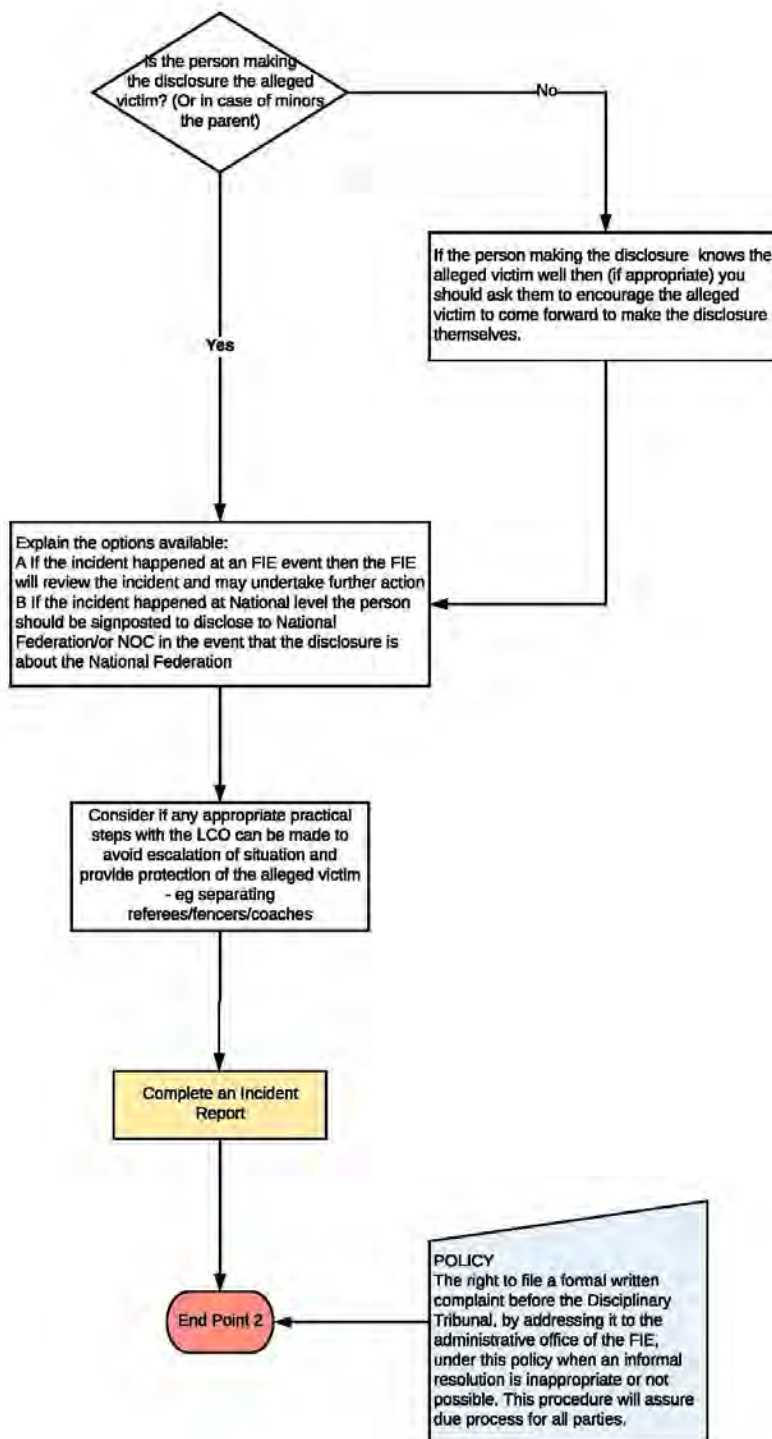 Is the person making
the disclosure the alleged
victim? (Or in case of minors
the parent)
No
If the person making the disclosure knows the
alleged victim well then (if appropriate) you
should ask them to encourage the alleged
victim to come forward to make the disclosure
themselves.
Yes
Explain the options available:
A If the incident happened at an FIE event then the FIE
will review the incident and may undertake further action
B If the incident happened at National level the person
should be signposted to disclose to National
Federation/or NOC in the event that the disclosure is
about the National Federation
Consider if any appropriate practical
steps with the LCO can be made to
avoid escalation of situation and
provide protection of the alleged victim
- eg separating
referees/fencers/coaches
Complete an Incident
Report
End Point 2
POLICY
The right to file a formal written
complaint before the Disciplinary
Tribunal, by addressing it to the
administrative office of the FIE,
under this policy when an informal
resolution is inappropriate or not
possible. This procedure will assure
due process for all parties.